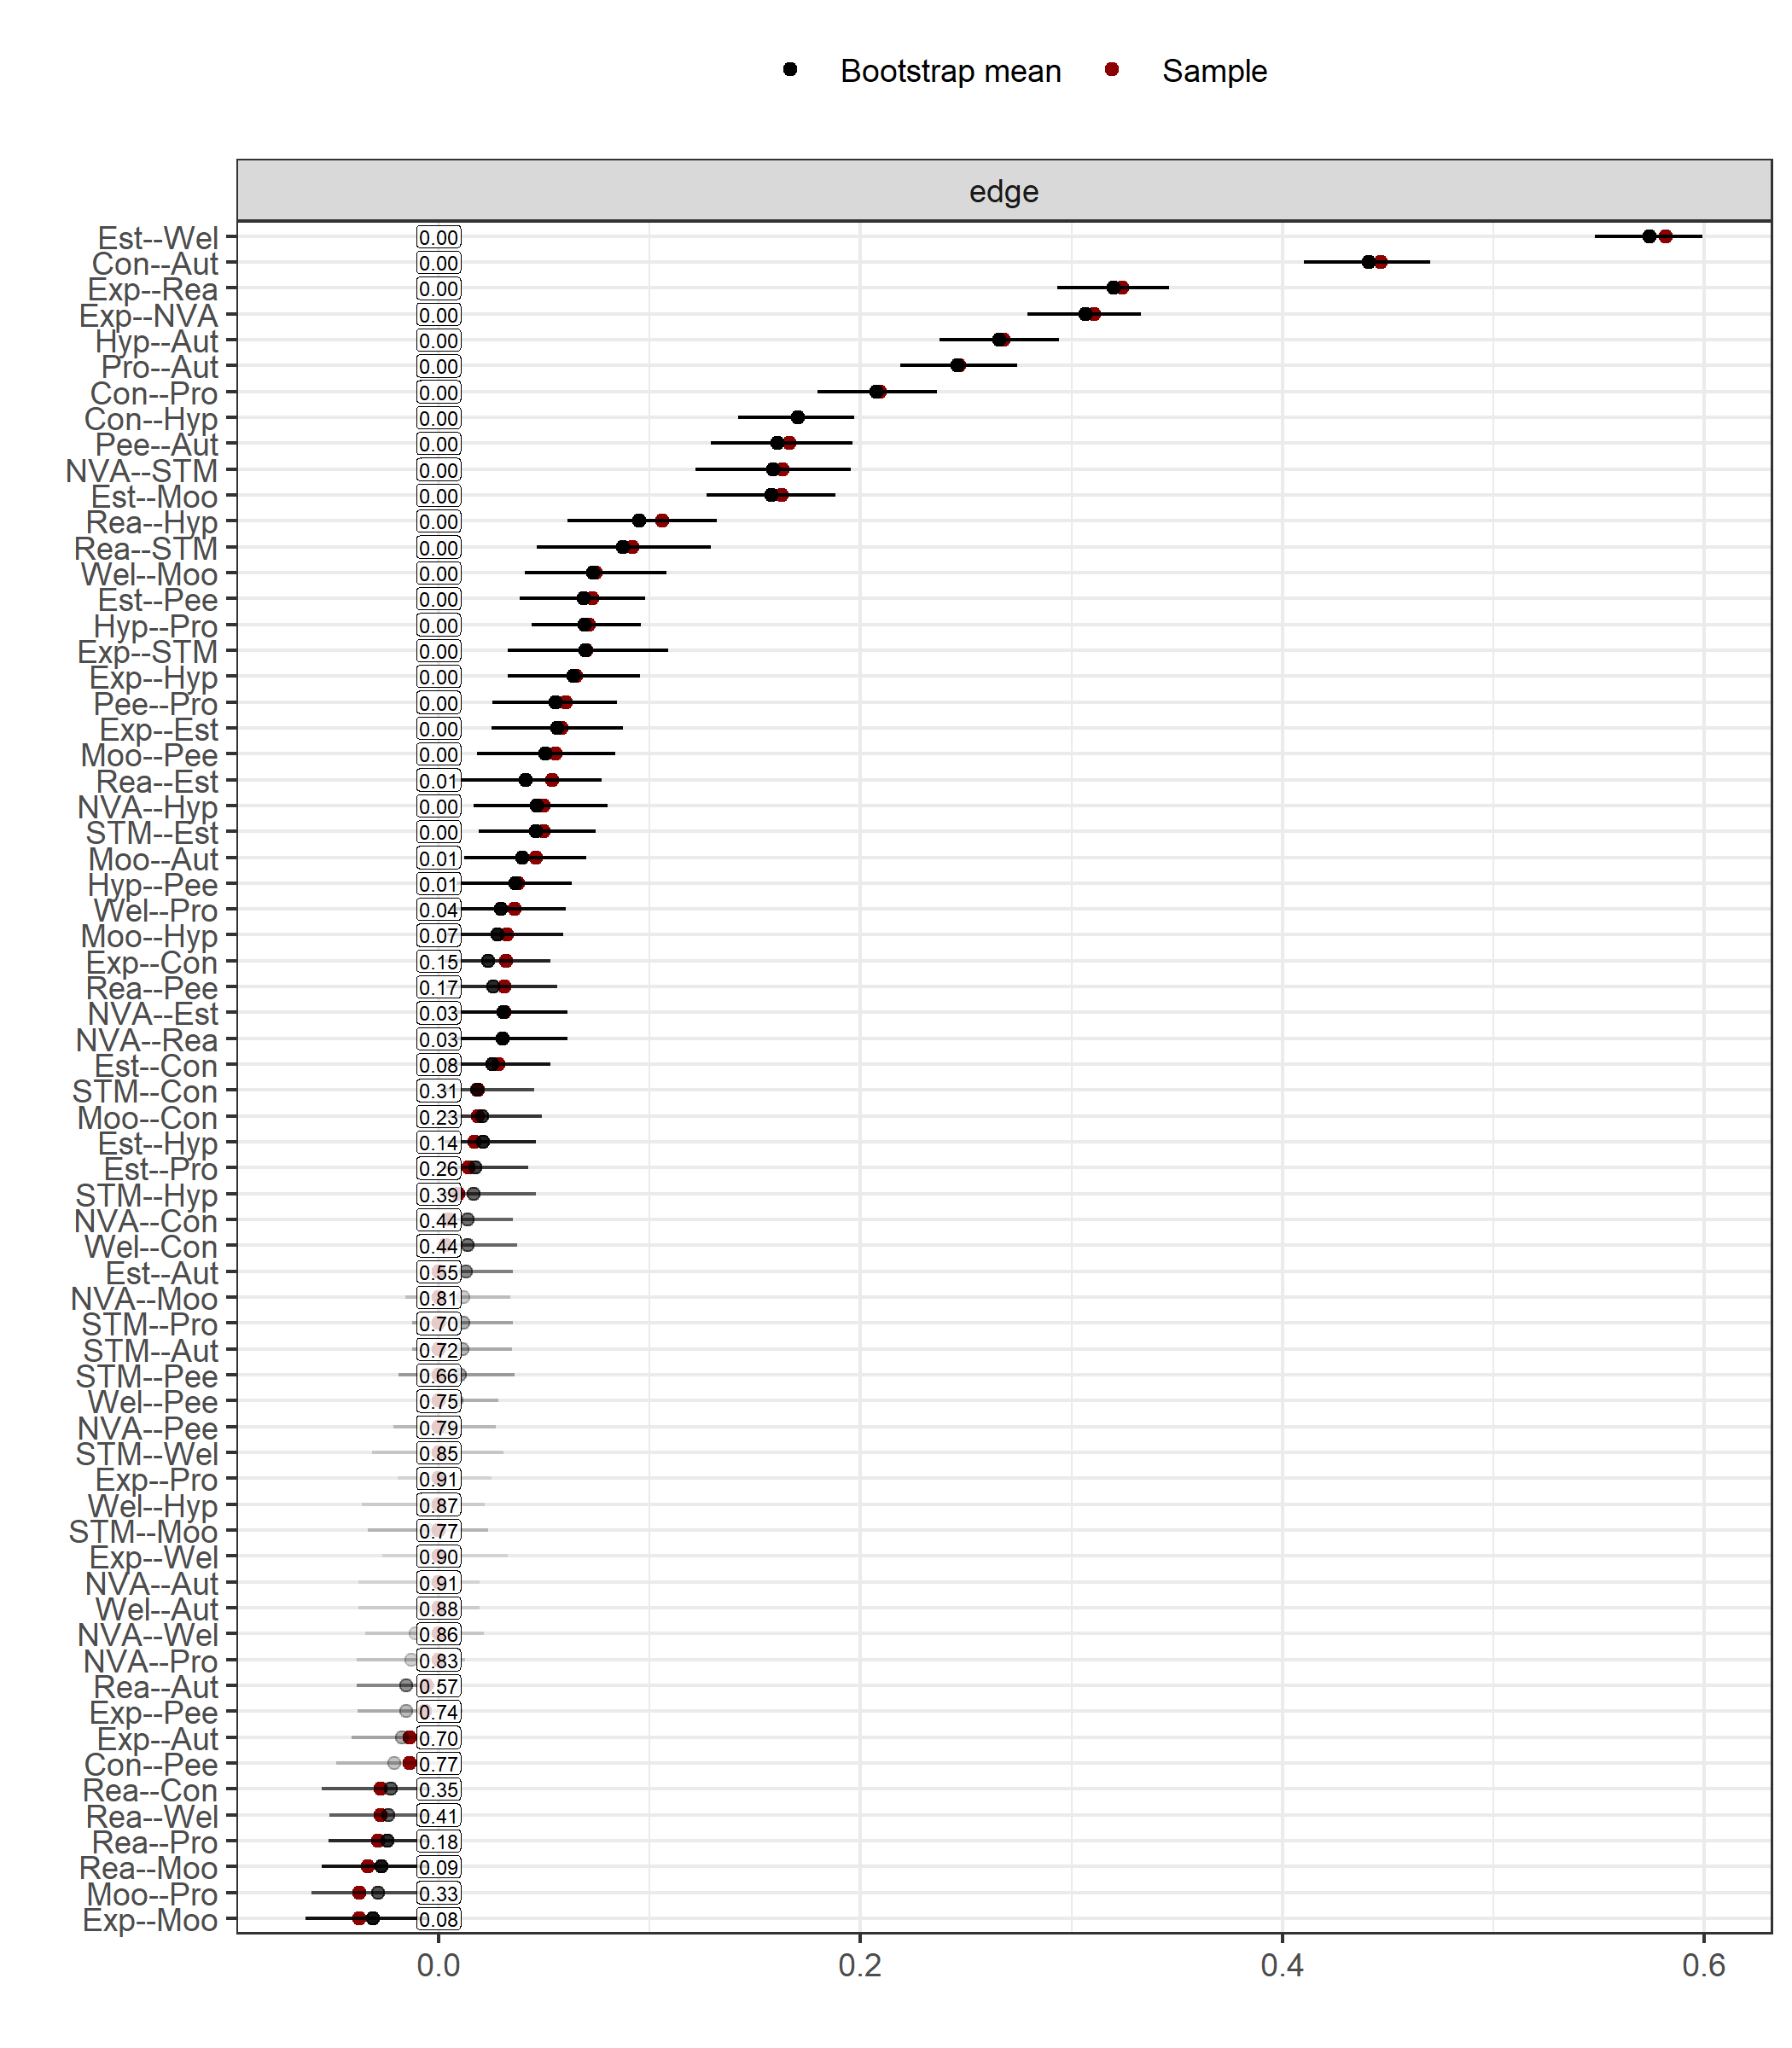 Bootstrap mean Sample
edge
Est--Wel 0.00
Con--Aut 0.00
Exp--Rea 0.00
Exp--NVA 0.00
Hyp--Aut 0.00
Pro--Aut 0.00
Con--Pro 0.00
Con--Hyp 0.00
Pee--Aut 0.00
NVA--STM 0.00
Est--Moo 0.00
Rea--Hyp 0.00
Rea--STM 0.00
Wel--Moo 0.00
Est--Pee 0.00
Hyp--Pro 0.00
Exp--STM 0.00
Exp--Hyp 0.00
Pee--Pro 0.00
Exp--Est 0.00
Moo--Pee 0.00
Rea--Est 0.01
NVA--Hyp 0.00
STM--Est 0.00
Moo--Aut 0.01
Hyp--Pee 0.01
Wel--Pro 0.04
Moo--Hyp 0.07
Exp--Con 0.15
Rea--Pee 0.17
NVA--Est 0.03
NVA--Rea 0.03
Est--Con 0.08
STM--Con 0.31
Moo--Con 0.23
Est--Hyp 0.14
Est--Pro 0.26
STM--Hyp 0.39
NVA--Con 0.44
Wel--Con 0.44
Est--Aut 0.55
NVA--Moo 0.81
STM--Pro 0.70
STM--Aut 0.72
STM--Pee 0.66
Wel--Pee 0.75
NVA--Pee 0.79
STM--Wel 0.85
Exp--Pro 0.91
Wel--Hyp 0.87
STM--Moo 0.77
Exp--Wel 0.90
NVA--Aut 0.91
Wel--Aut 0.88
NVA--Wel 0.86
NVA--Pro 0.83
Rea--Aut 0.57
Exp--Pee 0.74
Exp--Aut 0.70
Con--Pee 0.77
Rea--Con 0.35
Rea--Wel 0.41
Rea--Pro 0.18
Rea--Moo 0.09
Moo--Pro 0.33
Exp--Moo 0.08
0.0 0.2 0.4 0.6